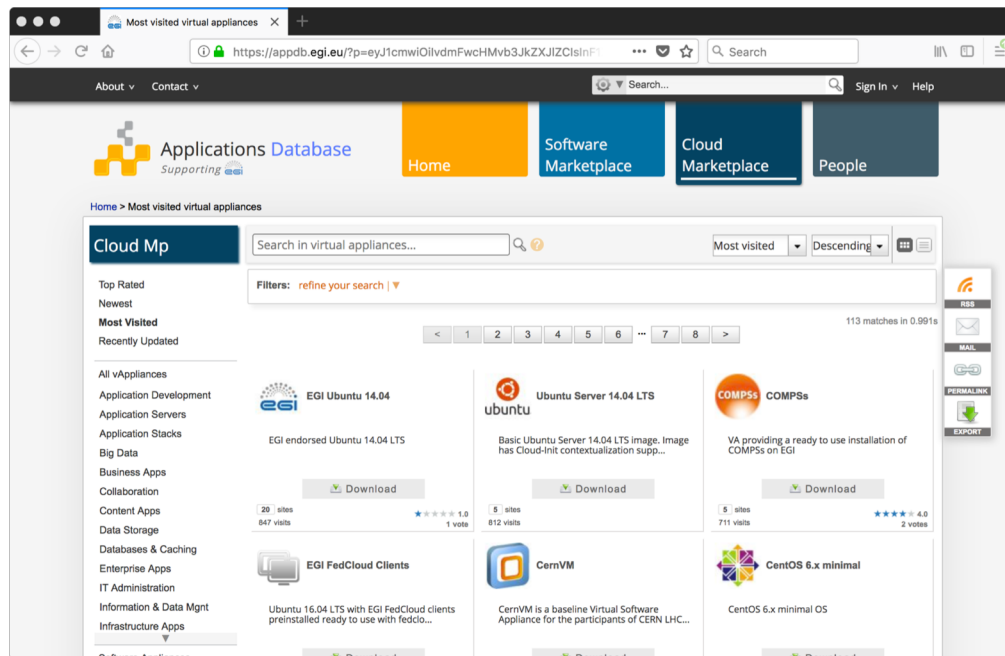 Most visited virtual appliances
https://appdb.egi.eu/?p=eyJ1cmwiOiIvdmFwcHMvb3JkZXJlZCIsInF
Search
About
Contact
Search...
Sign In
Help
Applications Database
Supporting egi
Home
Software Marketplace
Cloud Marketplace
People
Home > Most visited virtual appliances
Cloud Mp
Search in virtual appliances...
Most visited
Descending
Top Rated
Newest
Most Visited
Recently Updated
Filters: refine your search
113 matches in 0.991s
< 1 2 3 4 5 6 ... 7 8 >
RSS
MAIL
PERMALINK
EXPORT
All vAppliances
Application Development
Application Servers
Application Stacks
Big Data
Business Apps
Collaboration
Content Apps
Data Storage
Databases & Caching
Enterprise Apps
IT Administration
Information & Data Mgnt
Infrastructure Apps
egi
EGI Ubuntu 14.04
EGI endorsed Ubuntu 14.04 LTS
Download
20 sites
847 visits
1.0
1 vote
ubuntu
Ubuntu Server 14.04 LTS
Basic Ubuntu Server 14.04 LTS image. Image
has Cloud-Init contextualization supp...
Download
5 sites
812 visits
COMPSs
COMPSs
VA providing a ready to use installation of
COMPSs on EGI
Download
5 sites
711 visits
4.0
2 votes
EGI FedCloud Clients
Ubuntu 16.04 LTS with EGI FedCloud clients
preinstalled ready to use with fedclo...
Download
CernVM
CernVM is a baseline Virtual Software
Appliance for the participants of CERN LHC...
Download
CentOS 6.x minimal
CentOS 6.x minimal OS
Download